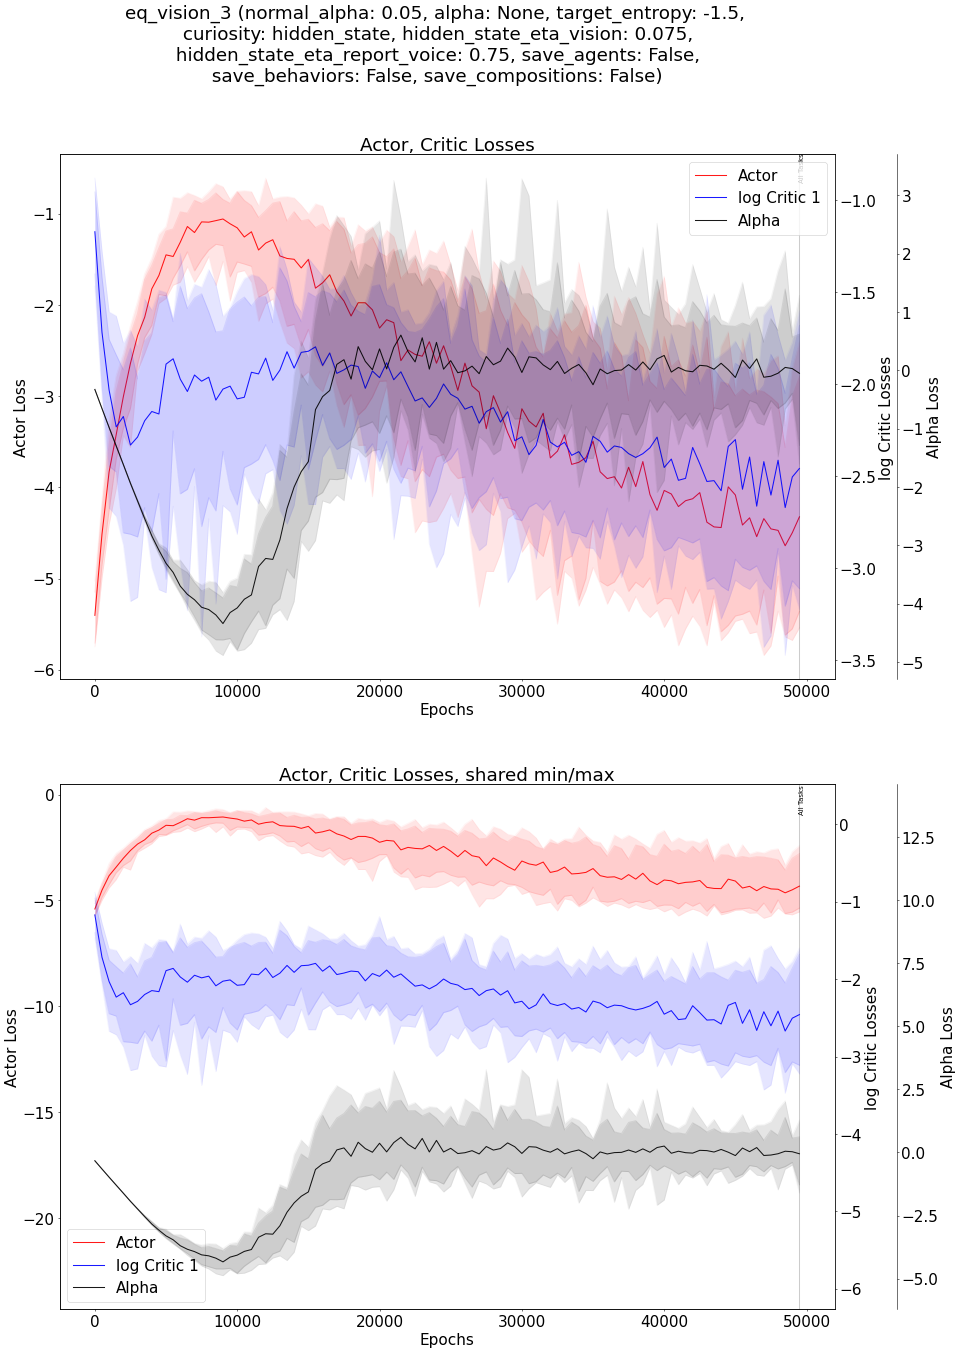 eq_vision_3 (normal_alpha: 0.05, alpha: None, target_entropy: -1.5,
curiosity: hidden_state, hidden_state_eta_vision: 0.075,
hidden_state_eta_report_voice: 0.75, save_agents: False,
save_behaviors: False, save_compositions: False)
Actor, Critic Losses
Actor
log Critic 1
Alpha
−1
−2
−3
−4
−5
−6
Actor Loss
−1.0
−1.5
−2.0
−2.5
−3.0
−3.5
log Critic Losses
3
2
1
0
−1
−2
−3
−4
−5
Alpha Loss
0
10000
20000
30000
40000
50000
Epochs
Actor, Critic Losses, shared min/max
All Tasks
0
−5
−10
−15
−20
Actor Loss
0
−1
−2
−3
−4
−5
−6
log Critic Losses
12.5
10.0
7.5
5.0
2.5
0.0
−2.5
−5.0
Alpha Loss
Actor
log Critic 1
Alpha
0
10000
20000
30000
40000
50000
Epochs